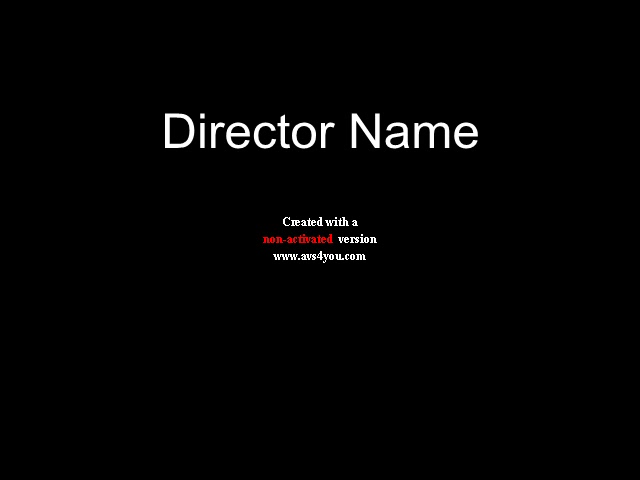 Director Name
Created with a
non-activated version
www.avs4you.com